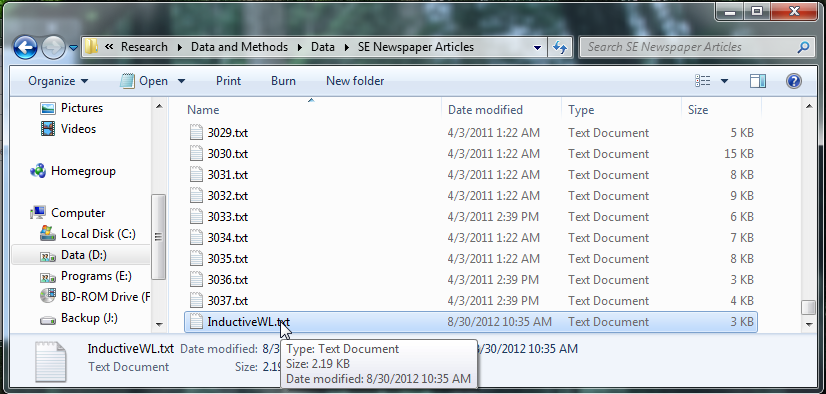 « Research ▸ Data and Methods ▸ Data ▸ SE Newspaper Articles
Search SE Newspaper Articles
Organize Open Print Burn New folder
Pictures
Videos
Homegroup
Computer
Local Disk (C:)
Data (D:)
Programs (E:)
BD-ROM Drive (F
Backup (J:)
Name Date modified Type Size
3029.txt 4/3/2011 1:22 AM Text Document 5 KB
3030.txt 4/3/2011 1:22 AM Text Document 15 KB
3031.txt 4/3/2011 1:22 AM Text Document 8 KB
3032.txt 4/3/2011 1:22 AM Text Document 9 KB
3033.txt 4/3/2011 2:39 PM Text Document 6 KB
3034.txt 4/3/2011 1:22 AM Text Document 7 KB
3035.txt 4/3/2011 1:22 AM Text Document 8 KB
3036.txt 4/3/2011 2:39 PM Text Document 3 KB
3037.txt 4/3/2011 2:39 PM Text Document 4 KB
InductiveWL.txt 8/30/2012 10:35 AM Text Document 3 KB
InductiveWL.txt Date modified: 8/3 8/30/2012 10:35 AM
Text Document Size: 2.19
Type: Text Document
Size: 2.19 KB
Date modified: 8/30/2012 10:35 AM